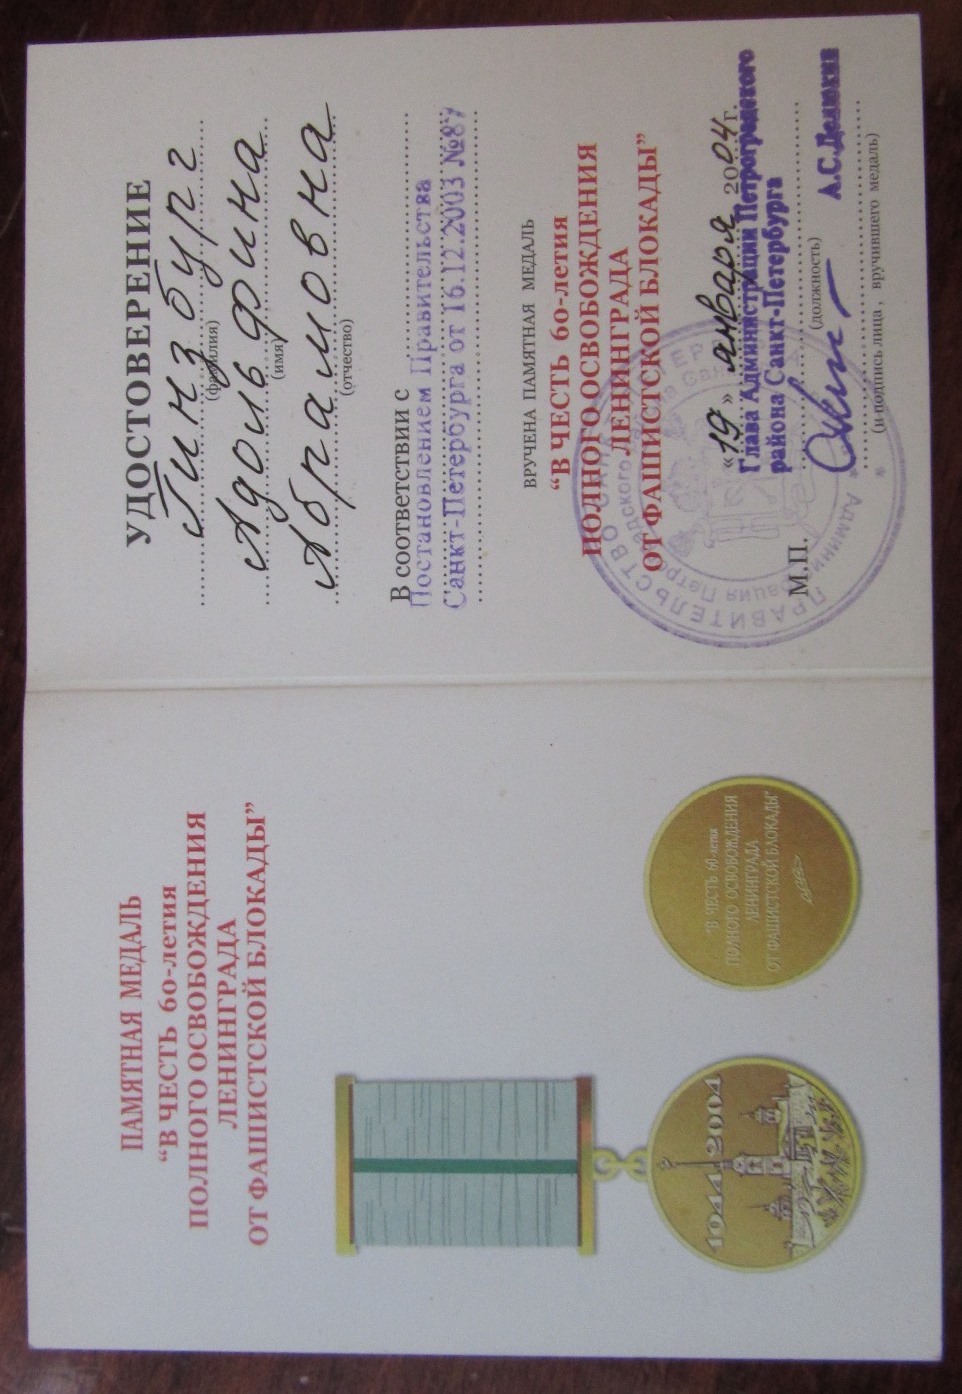 ПАМЯТНАЯ МЕДАЛЬ
“В ЧЕСТЬ 60-летия
ПОЛНОГО ОСВОБОЖДЕНИЯ
ЛЕНИНГРАДА
ОТ ФАШИСТСКОЙ БЛОКАДЫ”
1944 2004
"В ЧЕСТЬ 60-летия
ПОЛНОГО ОСВОБОЖДЕНИЯ
ЛЕНИНГРАДА
ОТ ФАШИСТСКОЙ БЛОКАДЫ"
УДОСТОВЕРЕНИЕ
Гинзбург
(фамилия)
Адольфина
(имя)
Абрамовна
(отчество)
В соответствии с
Постановлением Правительства
Санкт-Петербурга от 16.12.2003 №87
ВРУЧЕНА ПАМЯТНАЯ МЕДАЛЬ
“В ЧЕСТЬ 60-летия
ПОЛНОГО ОСВОБОЖДЕНИЯ
ЛЕНИНГРАДА
ОТ ФАШИСТСКОЙ БЛОКАДЫ”
«19» января 2004г.
Глава Администрации Петроградского
района Санкт-Петербурга
М.П.
(должность)
А.С.Делюкин
(и подпись лица, вручившего медаль)
ПРАВИТЕЛЬСТВО